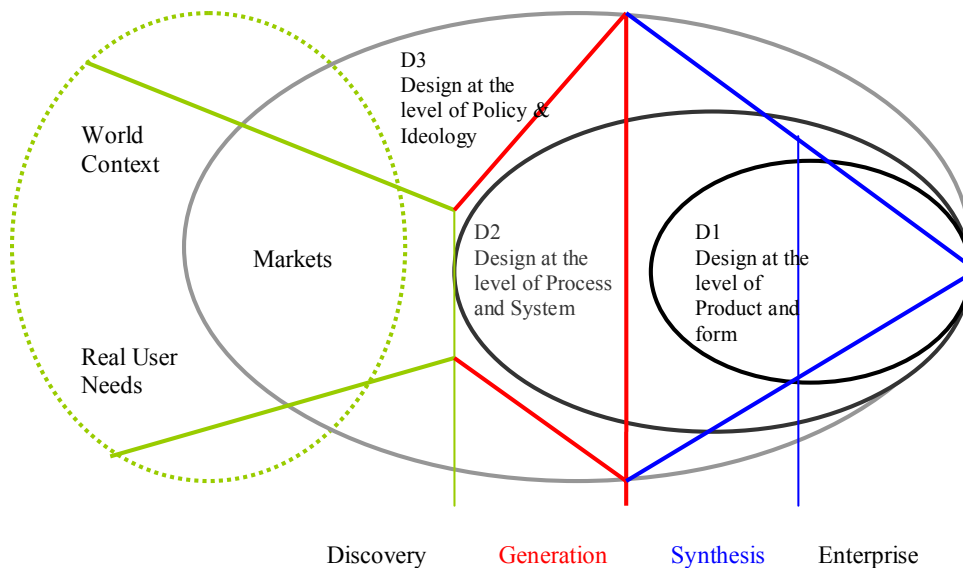 D3
Design at the
level of Policy &
Ideology
World
Context
Markets
D2
Design at the
level of Process
and System
D1
Design at the
level of
Product and
form
Real User
Needs
Discovery
Generation
Synthesis
Enterprise